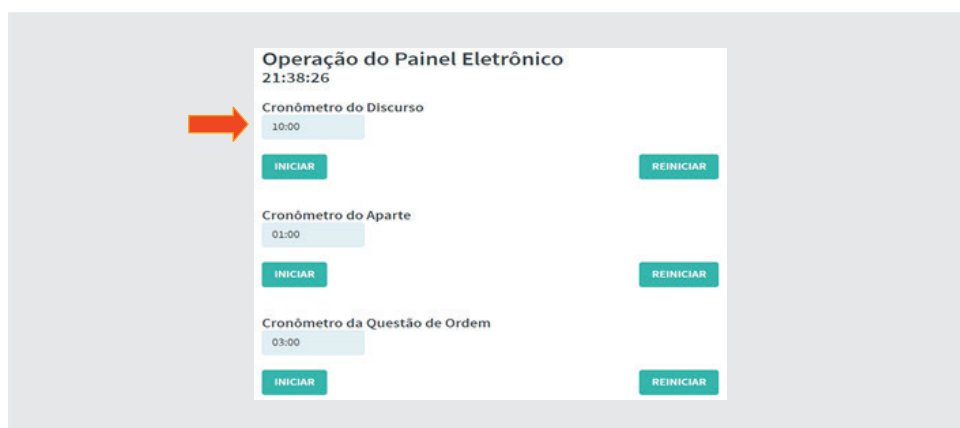 Operação do Painel Eletrônico
21:38:26
Cronômetro do Discurso
10:00
INICIAR REINICIAR
Cronômetro do Aparte
01:00
INICIAR REINICIAR
Cronômetro da Questão de Ordem
03:00
INICIAR REINICIAR